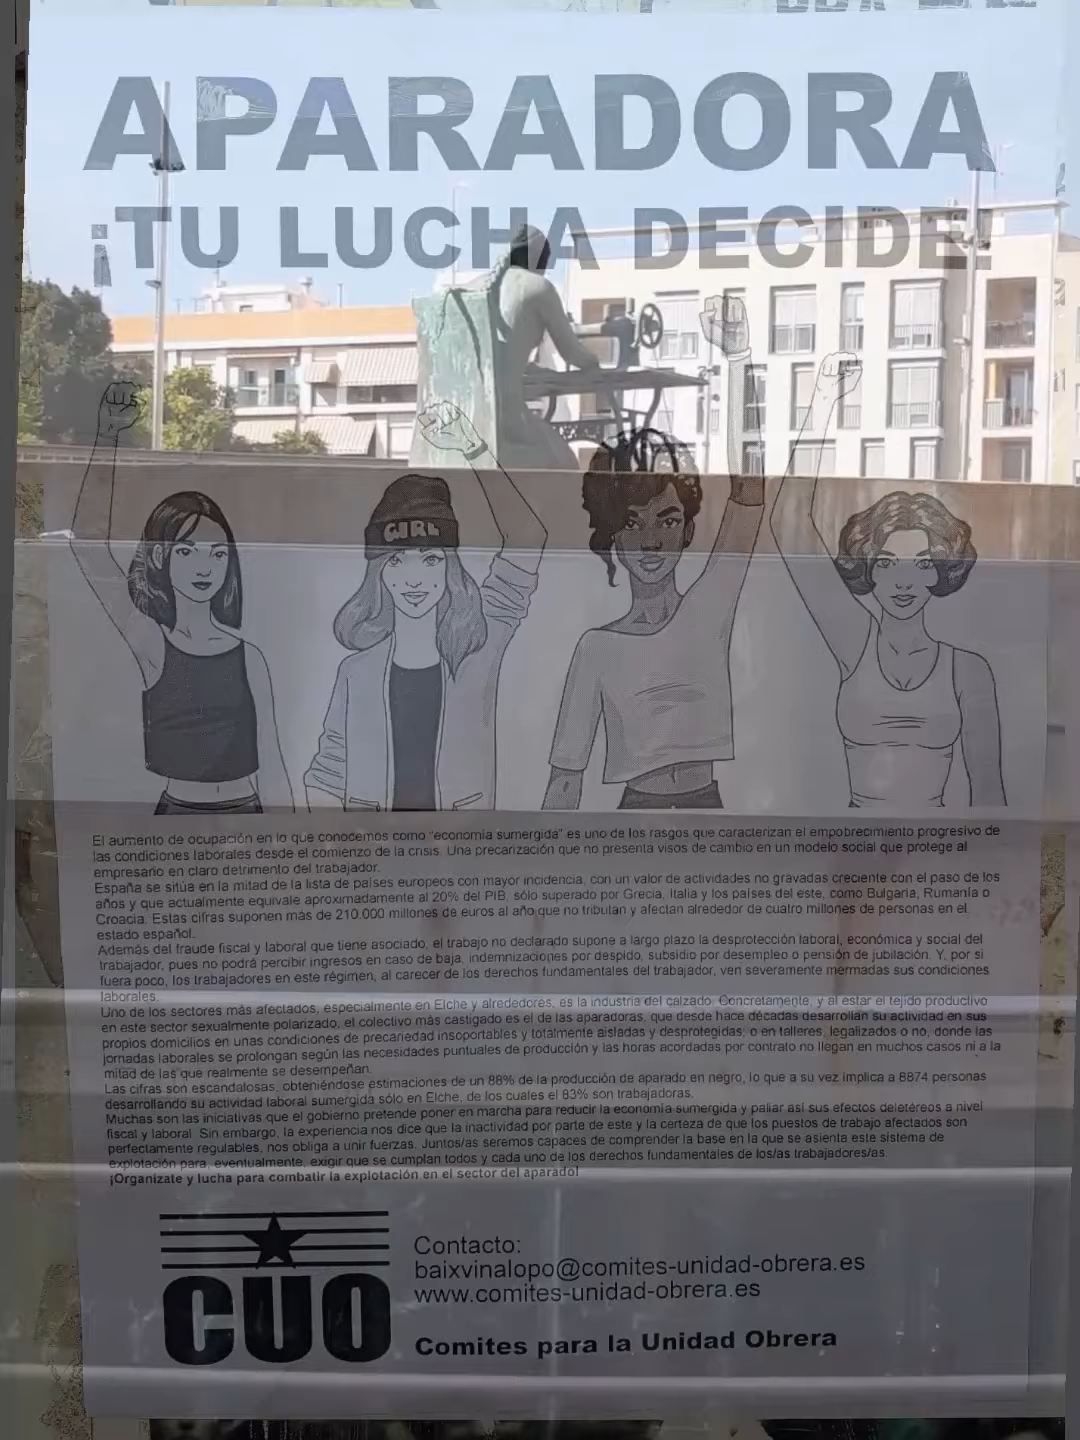 APARADORA
¡TU LUCHA DECIDE!
GIRL
El aumento de ocupación en lo que conocemos como "economía sumergida" es uno de los rasgos que caracterizan el empobrecimiento progresivo de
las condiciones laborales desde el comienzo de la crisis. Una precarización que no presenta visos de cambio en un modelo social que protege al
empresario en claro detrimento del trabajador.
España se sitúa en la mitad de la lista de países europeos con mayor incidencia, con un valor de actividades no gravadas creciente con el paso de los
años y que actualmente equivale aproximadamente al 20% del PIB, sólo superado por Grecia, Italia y los países del este, como Bulgaria, Rumanía o
Croacia. Estas cifras suponen más de 210.000 millones de euros al año que no tributan y afectan alrededor de cuatro millones de personas en el
estado español.
Además del fraude fiscal y laboral que tiene asociado, el trabajo no declarado supone a largo plazo la desprotección laboral, económica y social del
trabajador, pues no podrá percibir ingresos en caso de baja, indemnizaciones por despido, subsidio por desempleo o pensión de jubilación. Y, por si
fuera poco, los trabajadores en este régimen, al carecer de los derechos fundamentales del trabajador, ven severamente mermadas sus condiciones
laborales.
Uno de los sectores más afectados, especialmente en Elche y alrededores, es la industria del calzado. Concretamente, y al estar el tejido productivo
en este sector sexualmente polarizado, el colectivo más castigado es el de las aparadoras, que desde hace décadas desarrollan su actividad en sus
propios domicilios en unas condiciones de precariedad insoportables y totalmente aisladas y desprotegidas; o en talleres, legalizados o no, donde las
jornadas laborales se prolongan según las necesidades puntuales de producción y las horas acordadas por contrato no llegan en muchos casos ni a la
mitad de las que realmente se desempeñan.
Las cifras son escandalosas, obteniéndose estimaciones de un 88% de la producción de aparado en negro, lo que a su vez implica a 8874 personas
desarrollando su actividad laboral sumergida sólo en Elche, de los cuales el 83% son trabajadoras.
Muchas son las iniciativas que el gobierno pretende poner en marcha para reducir la economía sumergida y paliar así sus efectos deletéreos a nivel
fiscal y laboral. Sin embargo, la experiencia nos dice que la inactividad por parte de este y la certeza de que los puestos de trabajo afectados son
perfectamente regulables, nos obliga a unir fuerzas. Juntos/as seremos capaces de comprender la base en la que se asienta este sistema de
explotación para, eventualmente, exigir que se cumplan todos y cada uno de los derechos fundamentales de los/as trabajadores/as.
¡Organízate y lucha para combatir la explotación en el sector del aparado!
CUO
Contacto:
baixvinalopo@comites-unidad-obrera.es
www.comites-unidad-obrera.es
Comites para la Unidad Obrera